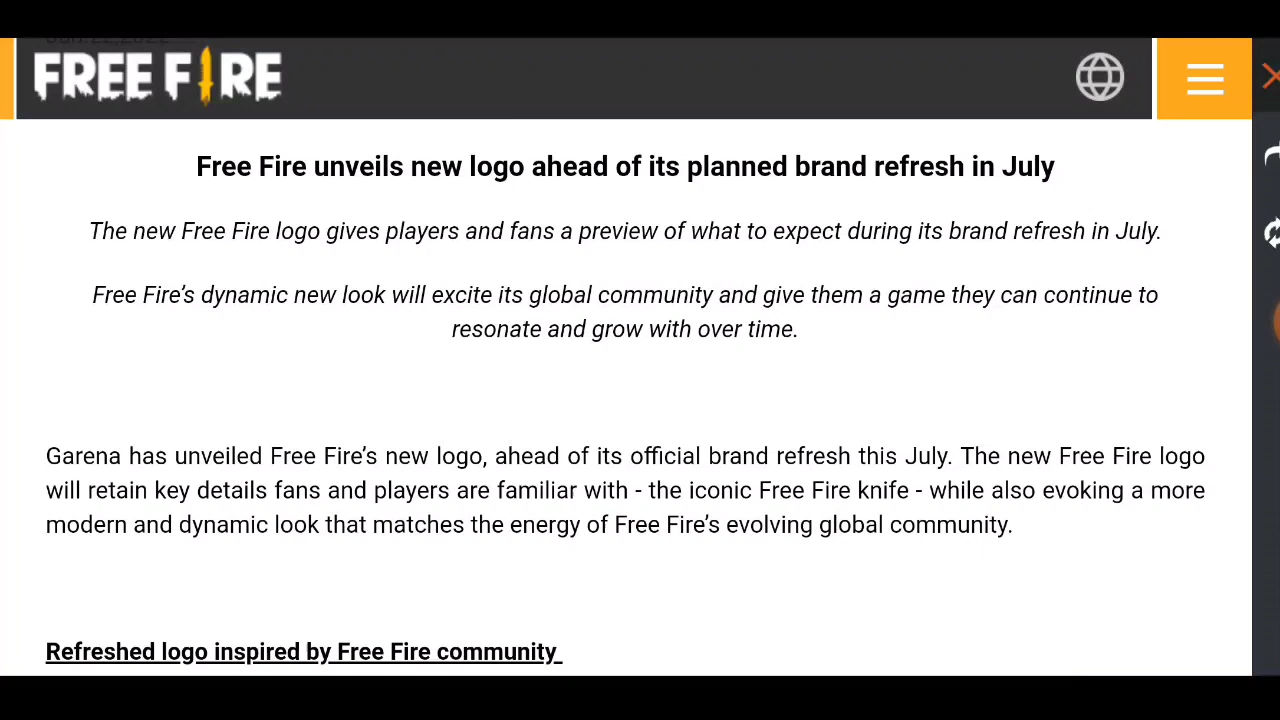 FREE FIRE
Free Fire unveils new logo ahead of its planned brand refresh in July
The new Free Fire logo gives players and fans a preview of what to expect during its brand refresh in July.
Free Fire’s dynamic new look will excite its global community and give them a game they can continue to
resonate and grow with over time.
Garena has unveiled Free Fire’s new logo, ahead of its official brand refresh this July. The new Free Fire logo
will retain key details fans and players are familiar with - the iconic Free Fire knife - while also evoking a more
modern and dynamic look that matches the energy of Free Fire’s evolving global community.
Refreshed logo inspired by Free Fire community